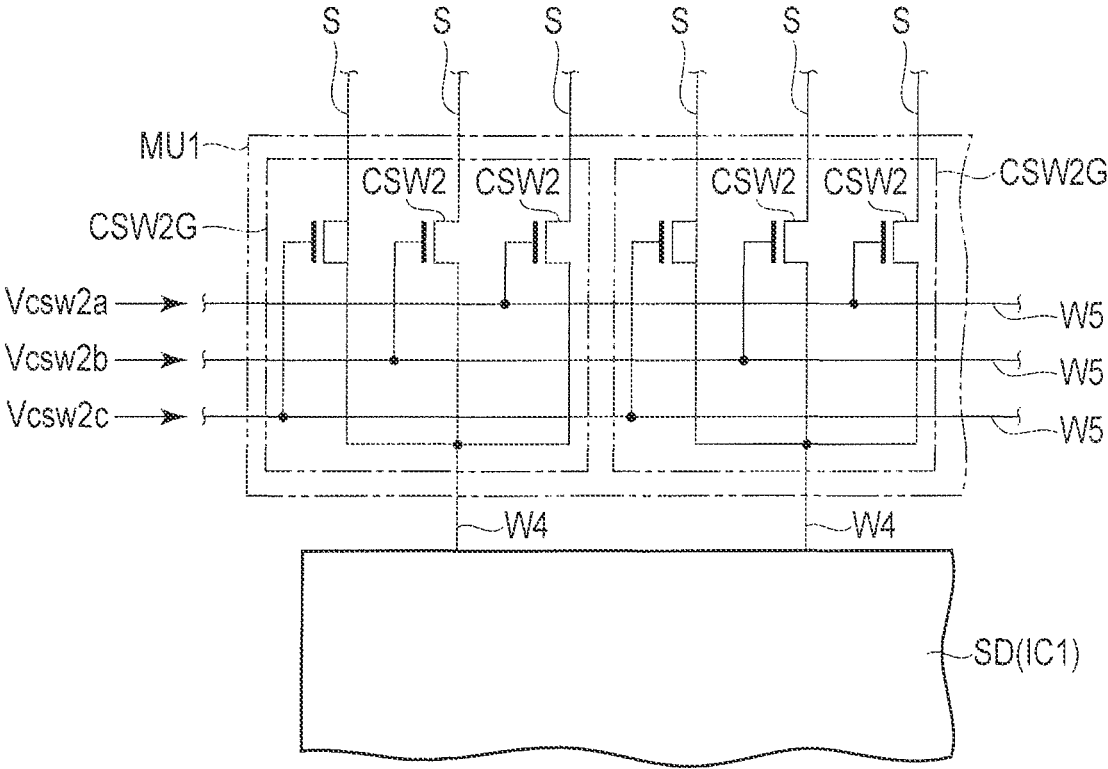 S S S S S S
MU1
CSW2 CSW2 CSW2 CSW2
CSW2G
CSW2G
Vcsw2a
W5
Vcsw2b
W5
Vcsw2c
W5
W4 W4
SD(IC1)